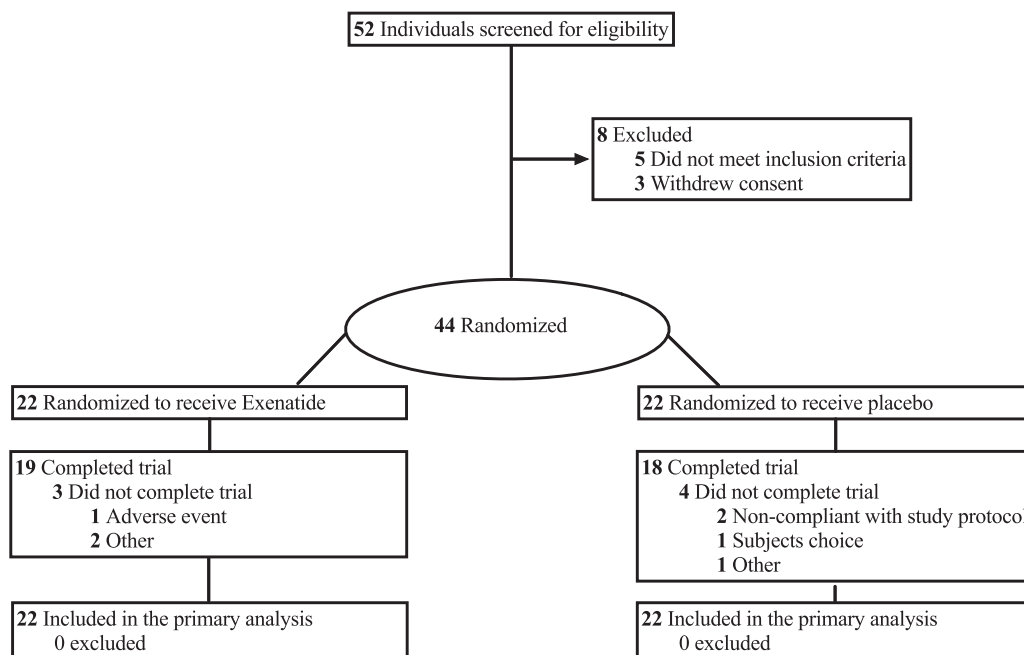 52 Individuals screened for eligibility
8 Excluded
5 Did not meet inclusion criteria
3 Withdrew consent
44 Randomized
22 Randomized to receive Exenatide
19 Completed trial
3 Did not complete trial
1 Adverse event
2 Other
22 Included in the primary analysis
0 excluded
22 Randomized to receive placebo
18 Completed trial
4 Did not complete trial
2 Non-compliant with study protocol
1 Subjects choice
1 Other
22 Included in the primary analysis
0 excluded